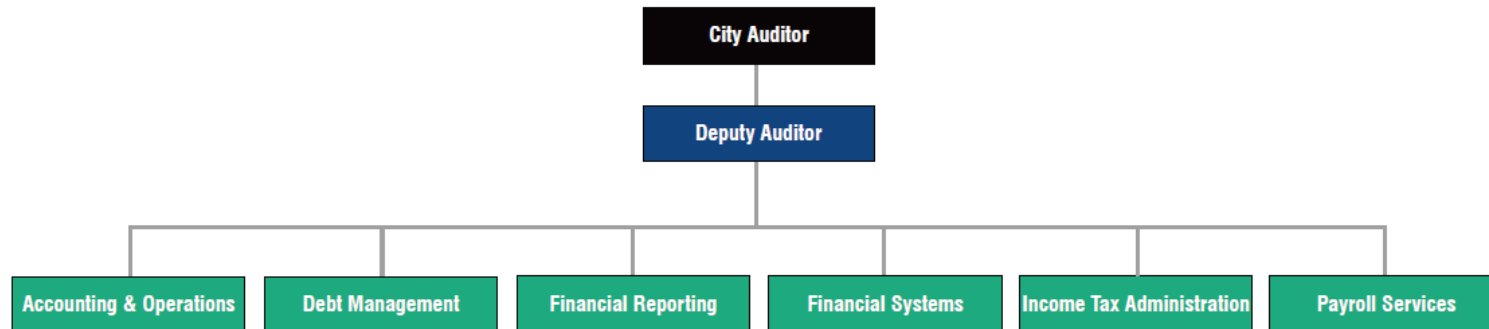 City Auditor
Deputy Auditor
Accounting & Operations
Debt Management
Financial Reporting
Financial Systems
Income Tax Administration
Payroll Services